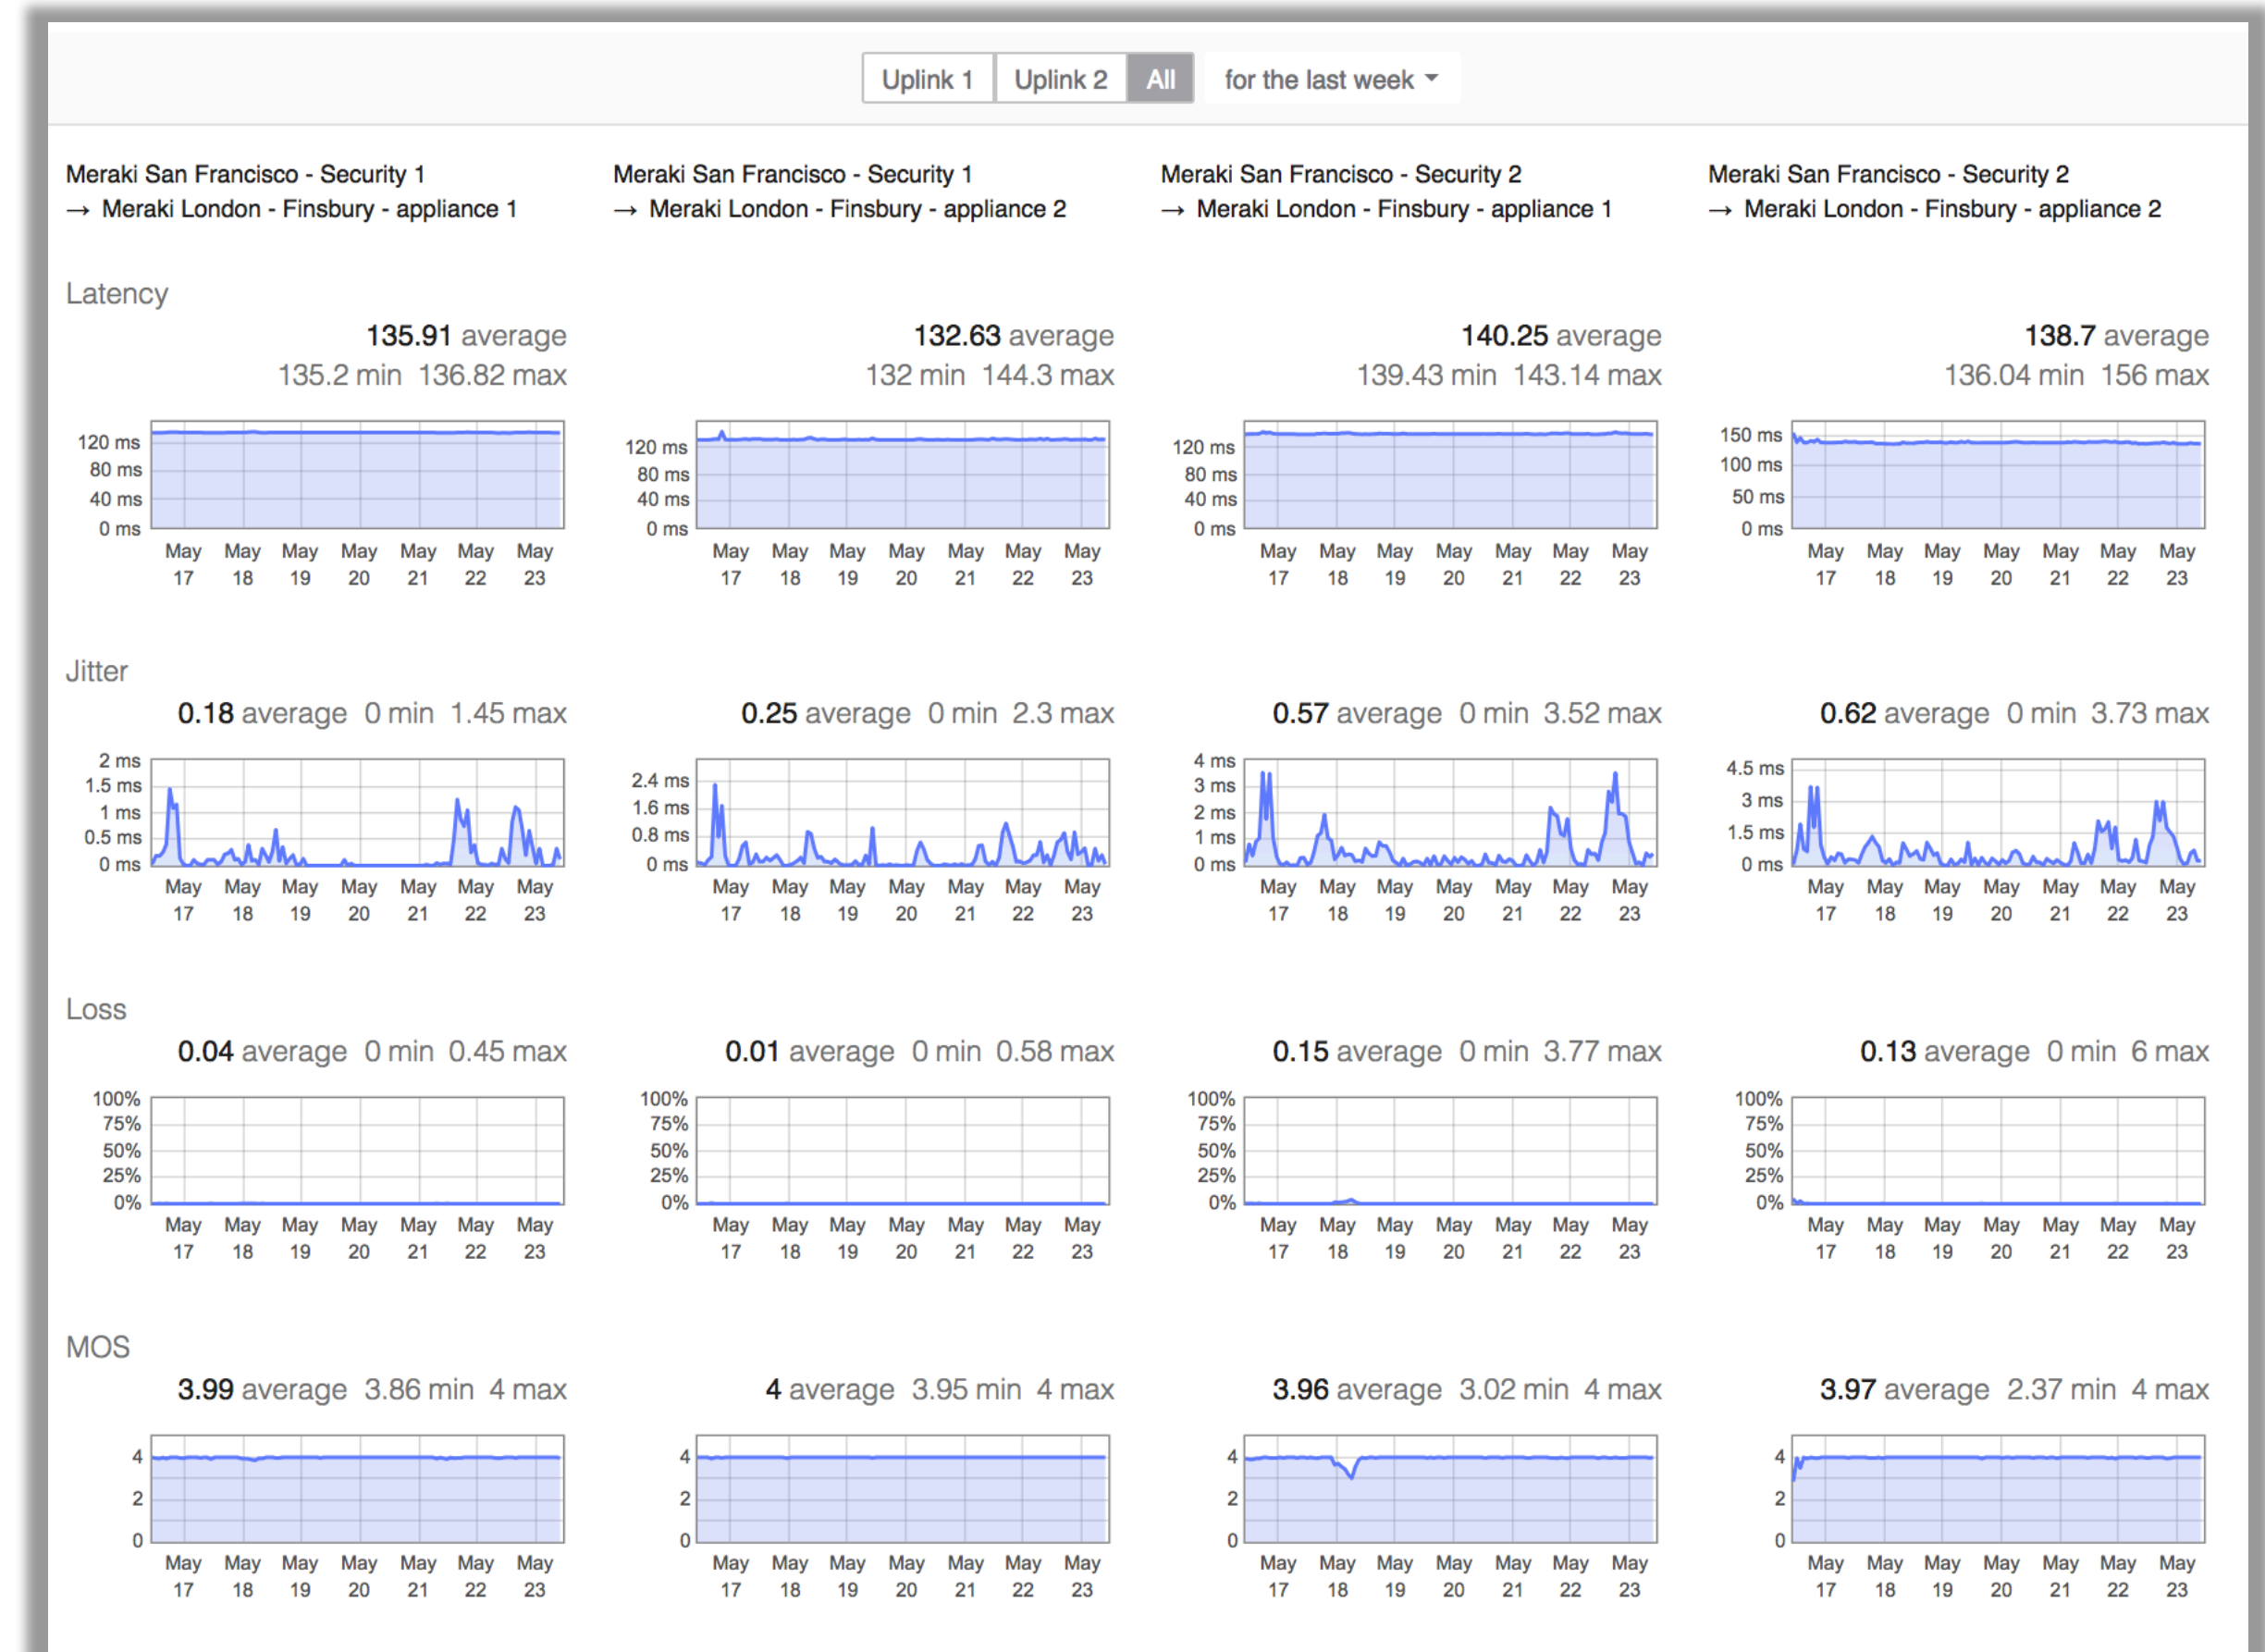 Uplink 1 Uplink 2 All for the last week
Meraki San Francisco - Security 1
→ Meraki London - Finsbury - appliance 1
Meraki San Francisco - Security 1
→ Meraki London - Finsbury - appliance 2
Meraki San Francisco - Security 2
→ Meraki London - Finsbury - appliance 1
Meraki San Francisco - Security 2
→ Meraki London - Finsbury - appliance 2
Latency
135.91 average
135.2 min 136.82 max
120 ms
80 ms
40 ms
0 ms
May May May May May May May
17 18 19 20 21 22 23
132.63 average
132 min 144.3 max
120 ms
80 ms
40 ms
0 ms
May May May May May May May
17 18 19 20 21 22 23
140.25 average
139.43 min 143.14 max
120 ms
80 ms
40 ms
0 ms
May May May May May May May
17 18 19 20 21 22 23
138.7 average
136.04 min 156 max
150 ms
100 ms
50 ms
0 ms
May May May May May May May
17 18 19 20 21 22 23
Jitter
0.18 average 0 min 1.45 max
2 ms
1.5 ms
1 ms
0.5 ms
0 ms
May May May May May May May
17 18 19 20 21 22 23
0.25 average 0 min 2.3 max
2.4 ms
1.6 ms
0.8 ms
0 ms
May May May May May May May
17 18 19 20 21 22 23
0.57 average 0 min 3.52 max
4 ms
3 ms
2 ms
1 ms
0 ms
May May May May May May May
17 18 19 20 21 22 23
0.62 average 0 min 3.73 max
4.5 ms
3 ms
1.5 ms
0 ms
May May May May May May May
17 18 19 20 21 22 23
Loss
0.04 average 0 min 0.45 max
100%
75%
50%
25%
0%
May May May May May May May
17 18 19 20 21 22 23
0.01 average 0 min 0.58 max
100%
75%
50%
25%
0%
May May May May May May May
17 18 19 20 21 22 23
0.15 average 0 min 3.77 max
100%
75%
50%
25%
0%
May May May May May May May
17 18 19 20 21 22 23
0.13 average 0 min 6 max
100%
75%
50%
25%
0%
May May May May May May May
17 18 19 20 21 22 23
MOS
3.99 average 3.86 min 4 max
4
2
0
May May May May May May May
17 18 19 20 21 22 23
4 average 3.95 min 4 max
4
2
0
May May May May May May May
17 18 19 20 21 22 23
3.96 average 3.02 min 4 max
4
2
0
May May May May May May May
17 18 19 20 21 22 23
3.97 average 2.37 min 4 max
4
2
0
May May May May May May May
17 18 19 20 21 22 23